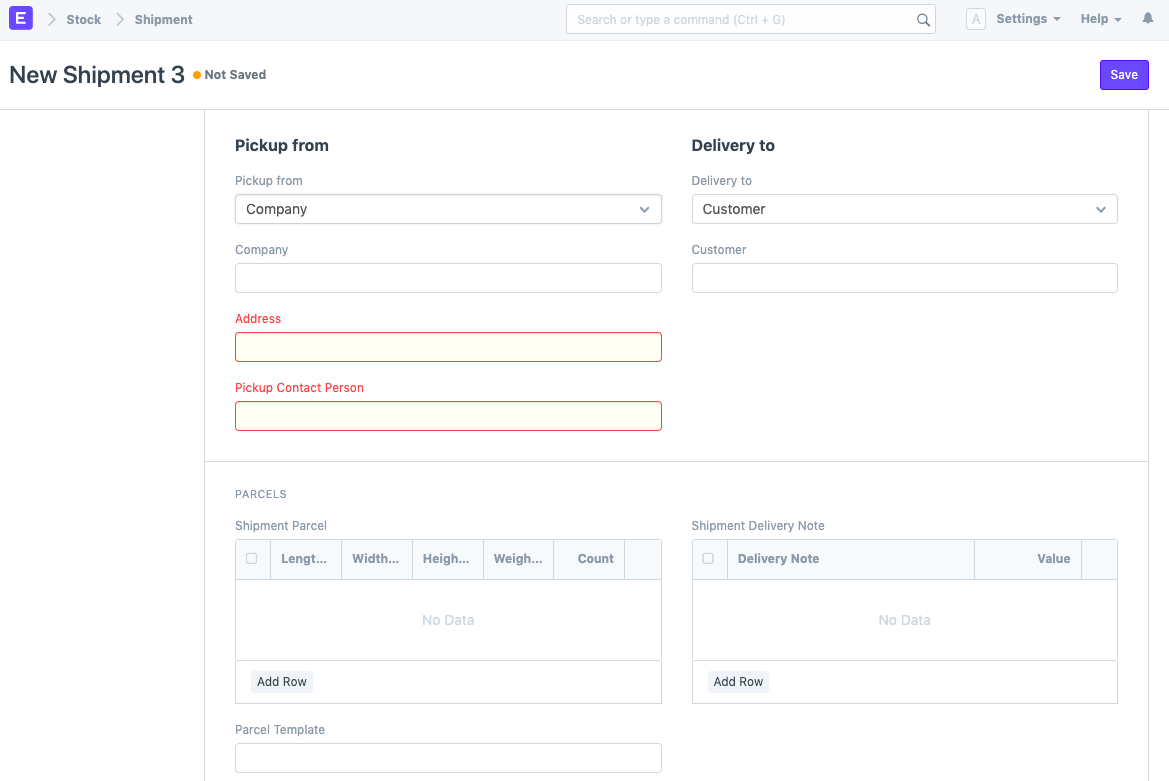 E Stock Shipment Search or type a command (Ctrl + G) A Settings Help
New Shipment 3 Not Saved Save
Pickup from
Pickup from
Company
Company
Address
Pickup Contact Person
Delivery to
Delivery to
Customer
Customer
PARCELS
Shipment Parcel
Lengt... Width... Heigh... Weigh... Count
No Data
Add Row
Parcel Template
Shipment Delivery Note
Delivery Note Value
No Data
Add Row